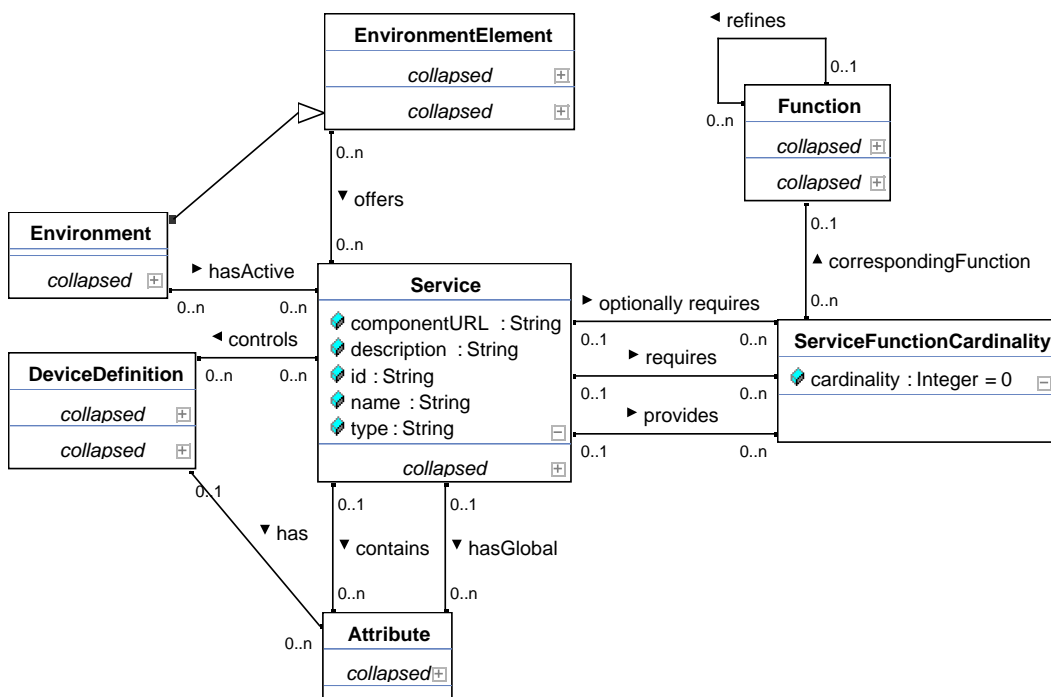 EnvironmentElement
collapsed
collapsed
◄ refines
0..1
0..n
Function
collapsed
collapsed
0..n
▼ offers
0..n
0..1
▲ correspondingFunction
0..n
Environment
collapsed
► hasActive
0..n 0..n
Service
componentURL : String
description : String
id : String
name : String
type : String
collapsed
► optionally requires
0..1 0..n
► requires
0..1 0..n
► provides
0..1 0..n
ServiceFunctionCardinality
cardinality : Integer = 0
◄ controls
0..n 0..n
DeviceDefinition
collapsed
collapsed
0..1
▼ has
0..n
0..1
▼ contains
0..n
0..1
▼ hasGlobal
0..n
Attribute
collapsed